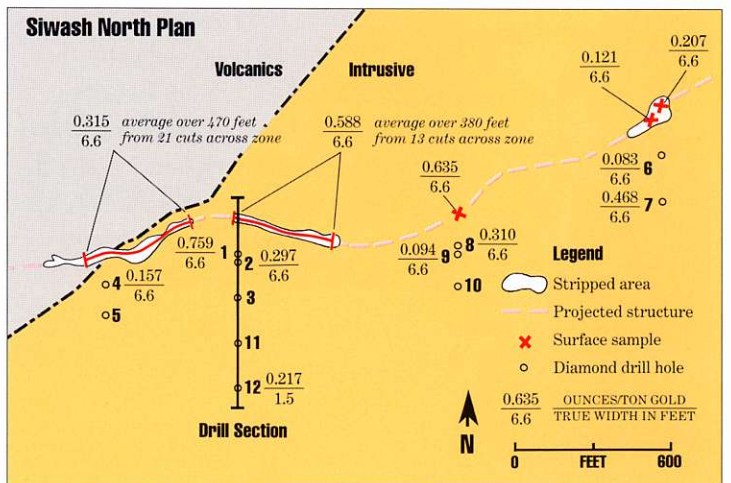 Siwash North Plan
Volcanics
Intrusive
0.315
6.6
average over 470 feet
from 21 cuts across zone
0.588
6.6
average over 380 feet
from 13 cuts across zone
0.121
6.6
0.207
6.6
0.635
6.6
0.083
6.6
6
0.468
6.6
7
0.759
6.6
1
2
0.297
6.6
3
11
12
0.217
1.5
Drill Section
4
0.157
6.6
5
8
0.310
6.6
0.094
6.6
9
10
Legend
Stripped area
Projected structure
Surface sample
Diamond drill hole
0.635
6.6
OUNCES/TON GOLD
TRUE WIDTH IN FEET
N
0 FEET 600